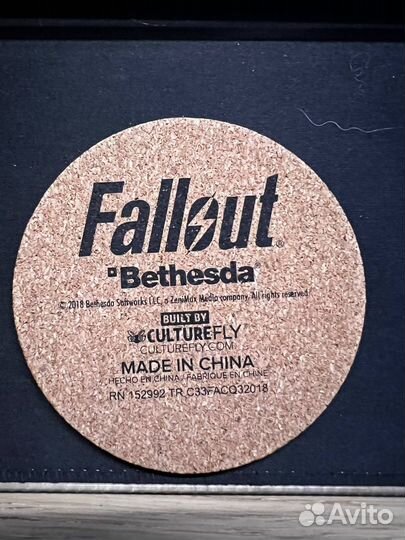 Fallout®
Bethesda®
© 2018 Bethesda Softworks LLC, a ZeniMax Media company. All rights reserved.
BUILT BY
CULTUREFLY
CULTUREFLY.COM
MADE IN CHINA
HECHO EN CHINA / FABRIQUÉ EN CHINE
RN 152992 TR C33FACQ32018
Avito